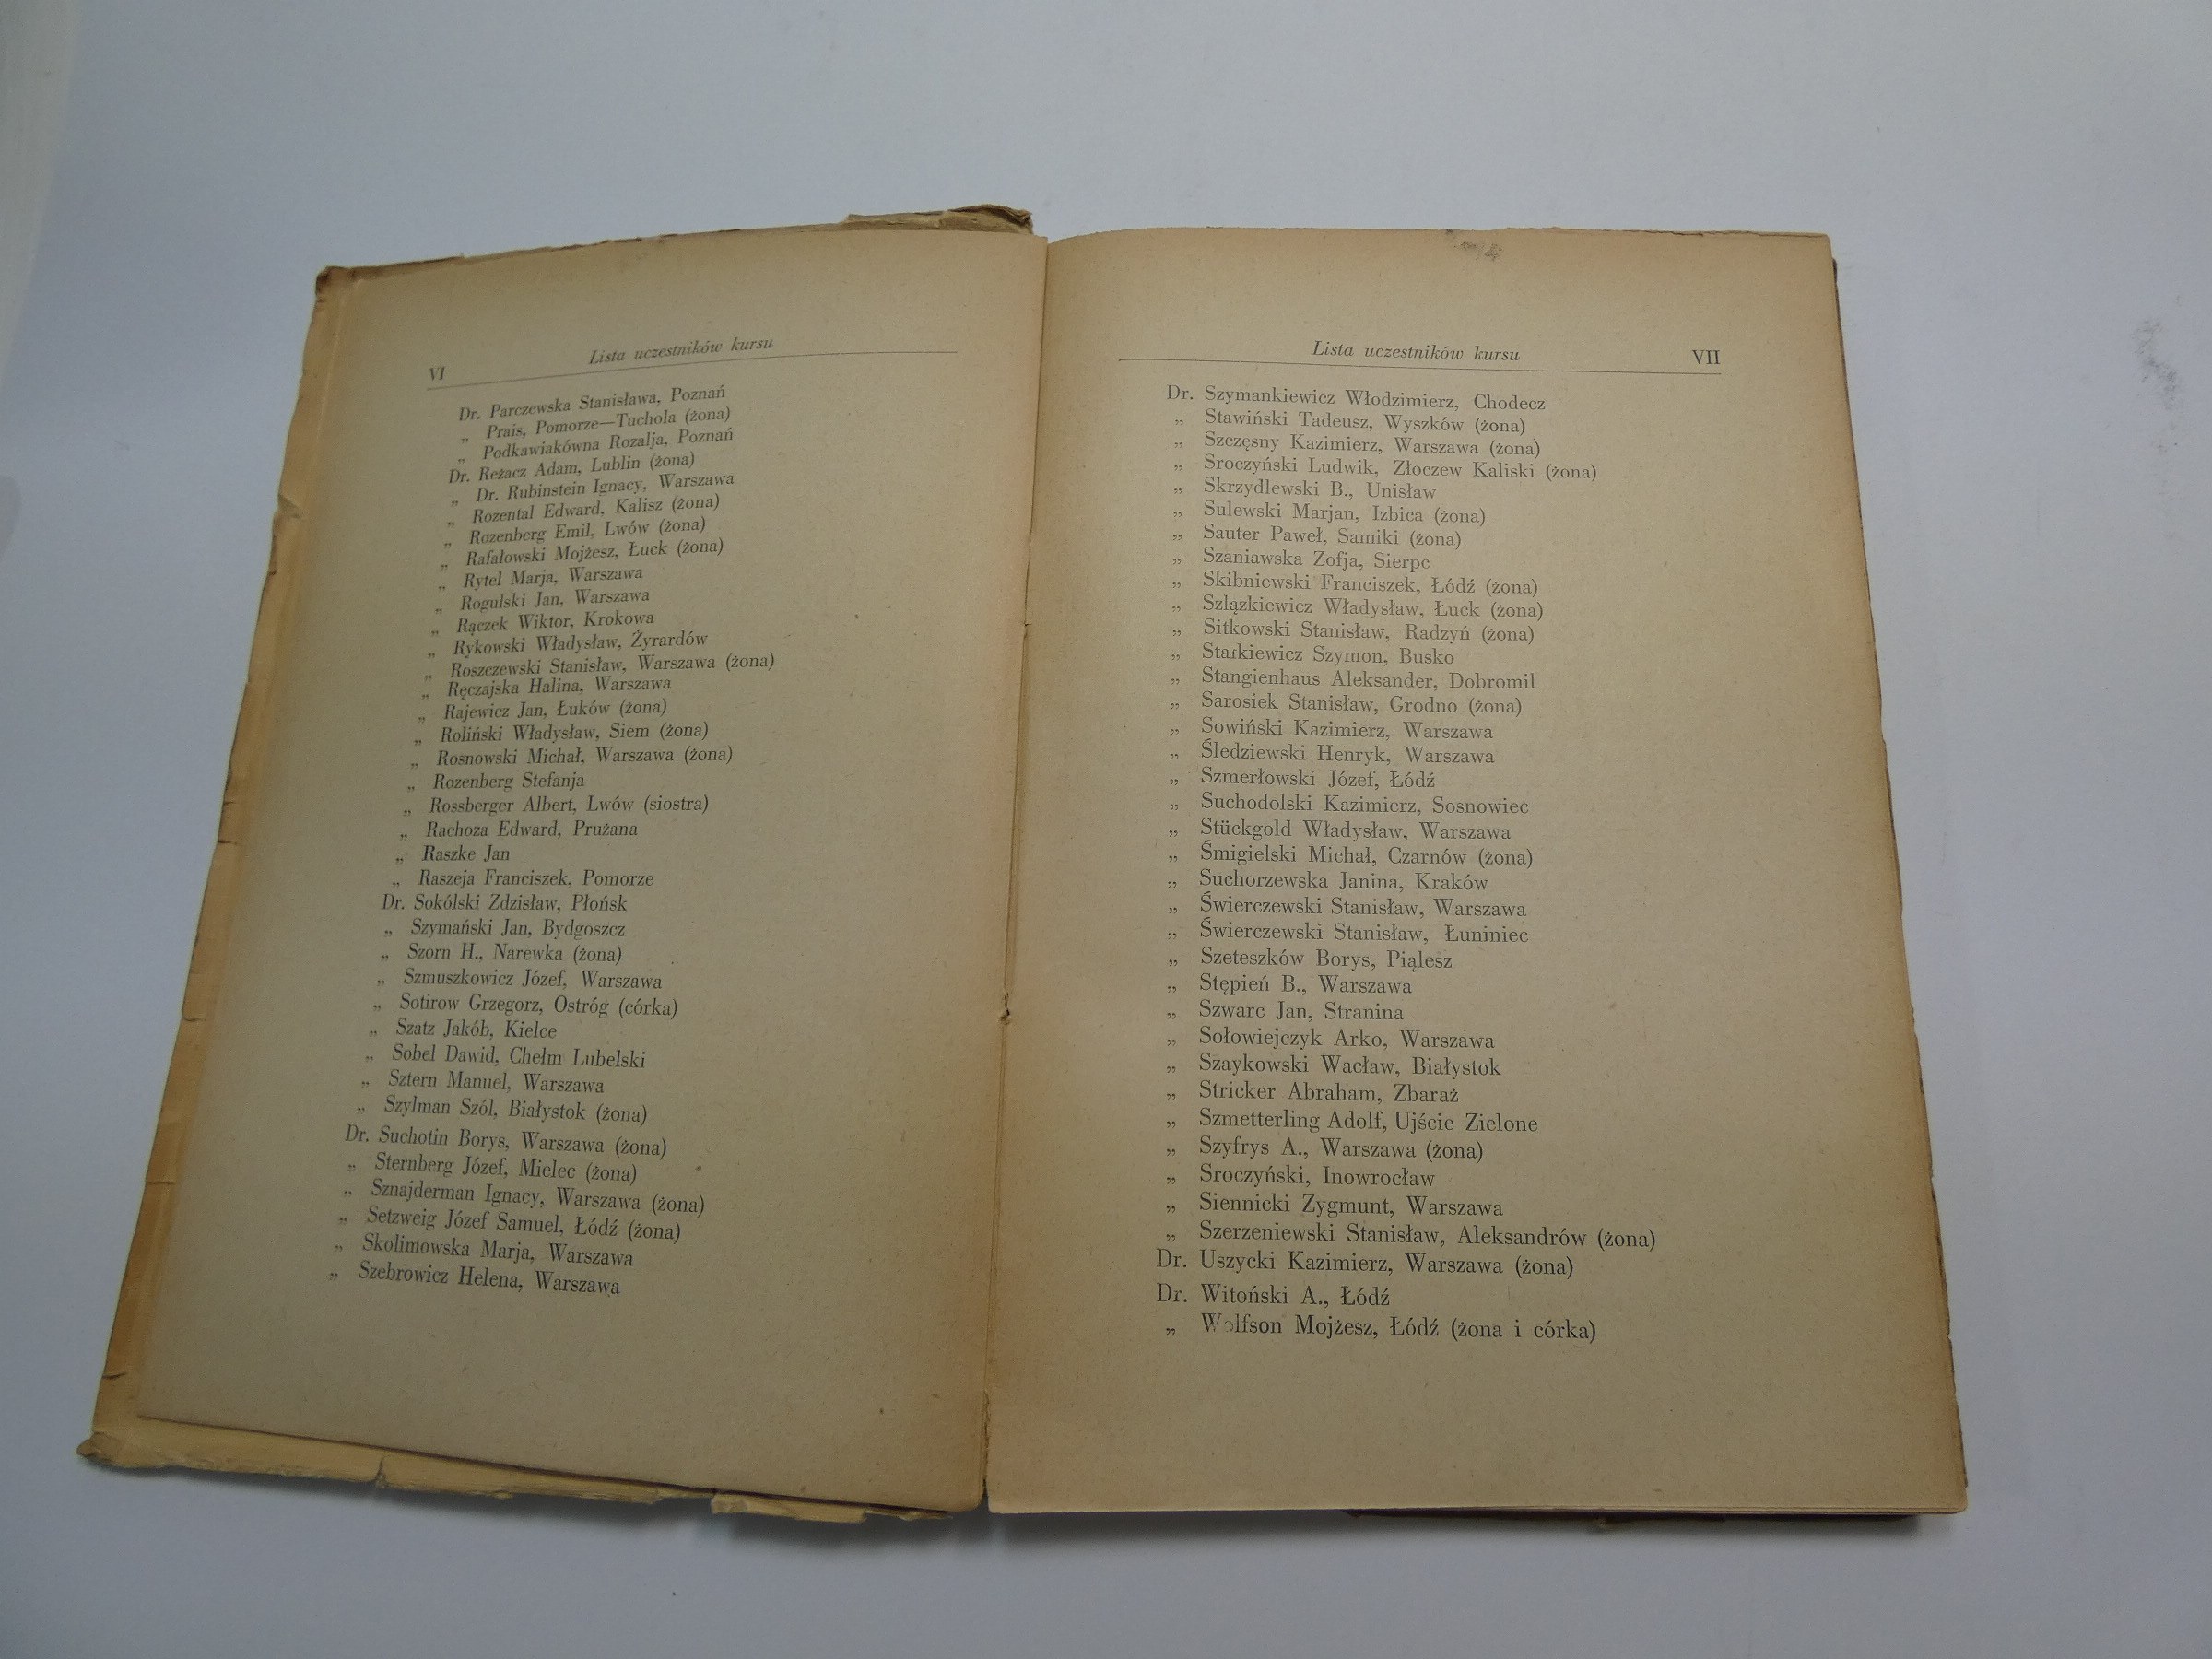 VI
Lista uczestników kursu
Dr. Parczewska Stanisława, Poznań
„ Prais, Pomorze—Tuchola (żona)
„ Podkawiakówna Rozalja, Poznań
Dr. Reżacz Adam, Lublin (żona)
„ Dr. Rubinstein Ignacy, Warszawa
„ Rozental Edward, Kalisz (żona)
„ Rozenberg Emil, Lwów (żona)
„ Rafałowski Mojżesz, Łuck (żona)
„ Rytel Marja, Warszawa
„ Rogulski Jan, Warszawa
„ Rączek Wiktor, Krokowa
„ Rykowski Władysław, Żyrardów
„ Roszczewski Stanisław, Warszawa (żona)
„ Ręczajska Halina, Warszawa
„ Rajewicz Jan, Łuków (żona)
„ Roliński Władysław, Siem (żona)
„ Rosnowski Michał, Warszawa (żona)
„ Rozenberg Stefanja
„ Rossberger Albert, Lwów (siostra)
„ Rachoza Edward, Prużana
„ Raszke Jan
„ Raszeja Franciszek, Pomorze
Dr. Sokólski Zdzisław, Płońsk
„ Szymański Jan, Bydgoszcz
„ Szorn H., Narewka (żona)
„ Szmuszkowicz Józef, Warszawa
„ Sotirow Grzegorz, Ostróg (córka)
„ Szatz Jakób, Kielce
„ Sobel Dawid, Chełm Lubelski
„ Sztern Manuel, Warszawa
„ Szylman Szól, Białystok (żona)
Dr. Suchotin Borys, Warszawa (żona)
„ Sternberg Józef, Mielec (żona)
„ Sznajderman Ignacy, Warszawa (żona)
„ Setzweig Józef Samuel, Łódź (żona)
„ Skolimowska Marja, Warszawa
„ Szebrowicz Helena, Warszawa
Lista uczestników kursu
VII
Dr. Szymankiewicz Włodzimierz, Chodecz
„ Stawiński Tadeusz, Wyszków (żona)
„ Szczęsny Kazimierz, Warszawa (żona)
„ Sroczyński Ludwik, Złoczew Kaliski (żona)
„ Skrzydlewski B., Unisław
„ Sulewski Marjan, Izbica (żona)
„ Sauter Paweł, Samiki (żona)
„ Szaniawska Zofja, Sierpc
„ Skibniewski Franciszek, Łódź (żona)
„ Szlązkiewicz Władysław, Łuck (żona)
„ Sitkowski Stanisław, Radzyń (żona)
„ Starkiewicz Szymon, Busko
„ Stangienhaus Aleksander, Dobromil
„ Sarosiek Stanisław, Grodno (żona)
„ Sowiński Kazimierz, Warszawa
„ Śledziewski Henryk, Warszawa
„ Szmerłowski Józef, Łódź
„ Suchodolski Kazimierz, Sosnowiec
„ Stückgold Władysław, Warszawa
„ Śmigielski Michał, Czarnów (żona)
„ Suchorzewska Janina, Kraków
„ Świerczewski Stanisław, Warszawa
„ Świerczewski Stanisław, Łuniniec
„ Szeteszków Borys, Piąlesz
„ Stępień B., Warszawa
„ Szwarc Jan, Stranina
„ Sołowiejczyk Arko, Warszawa
„ Szaykowski Wacław, Białystok
„ Stricker Abraham, Zbaraż
„ Szmetterling Adolf, Ujście Zielone
„ Szyfrys A., Warszawa (żona)
„ Sroczyński, Inowrocław
„ Siennicki Zygmunt, Warszawa
„ Szerzeniewski Stanisław, Aleksandrów (żona)
Dr. Uszycki Kazimierz, Warszawa (żona)
Dr. Witoński A., Łódź
„ Wolfson Mojżesz, Łódź (żona i córka)